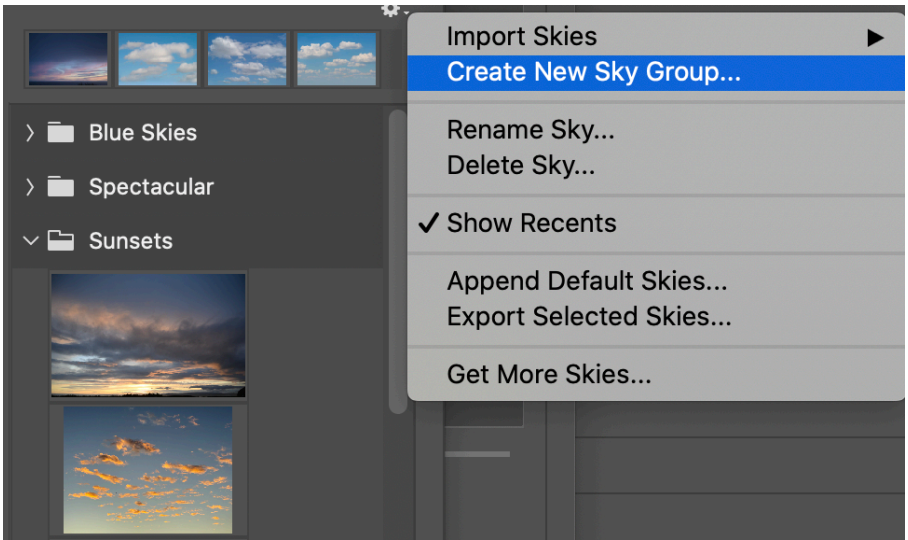 Import Skies
Create New Sky Group...
Blue Skies
Rename Sky...
Delete Sky...
Spectacular
Show Recents
Sunsets
Append Default Skies...
Export Selected Skies...
Get More Skies...